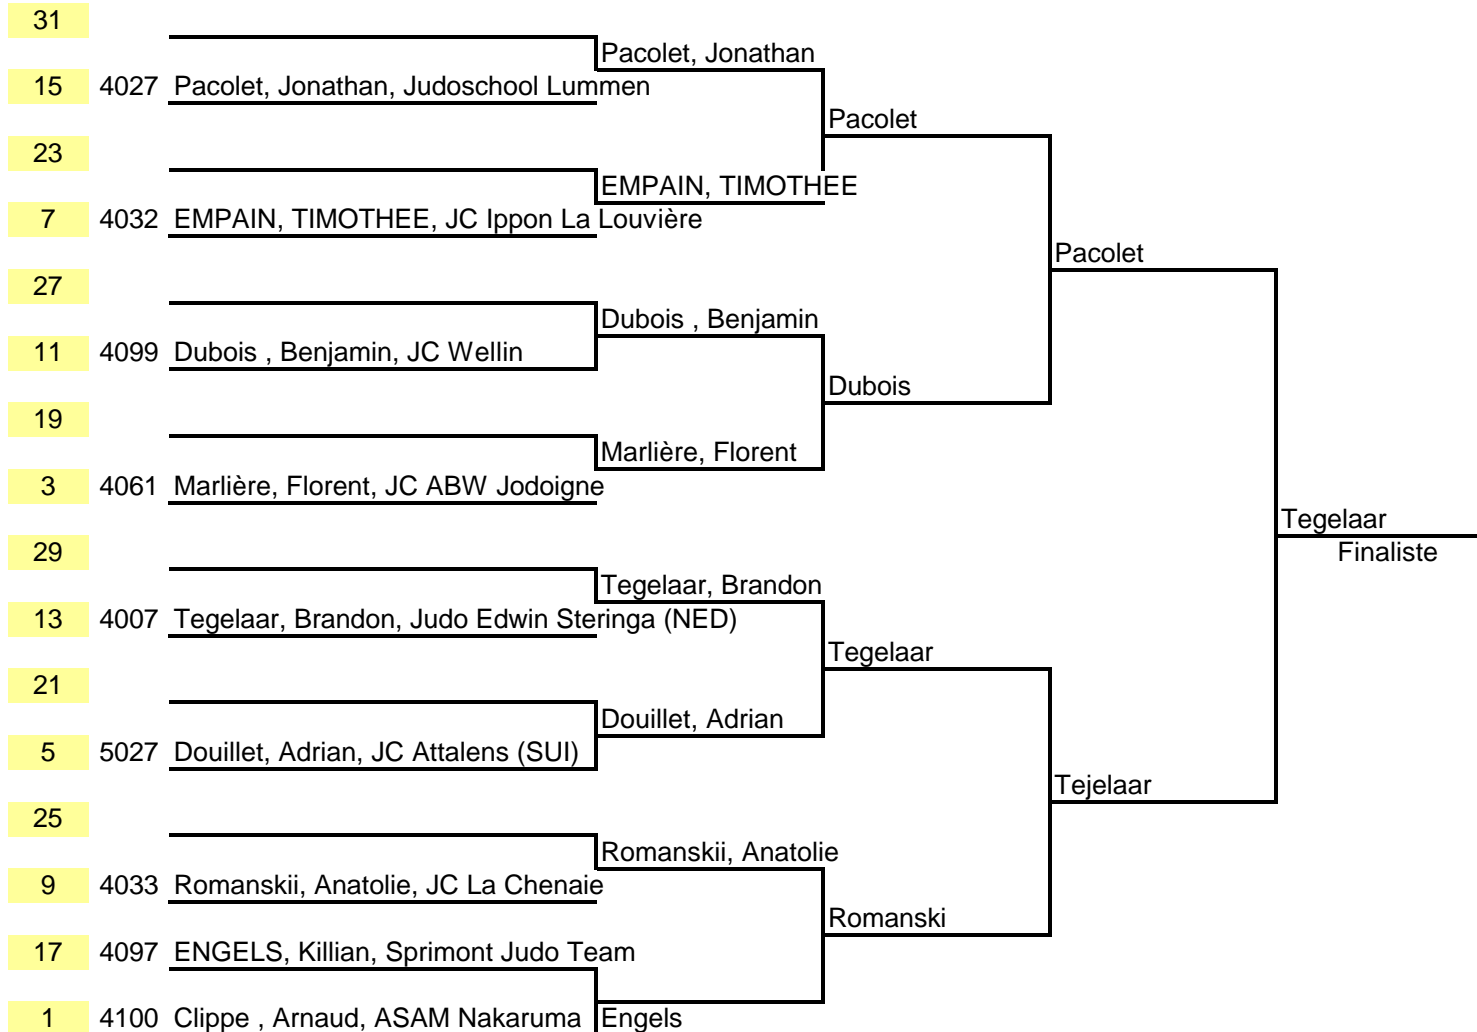 31
Pacolet, Jonathan
15 4027 Pacolet, Jonathan, Judoschool Lummen
Pacolet
23
EMPAIN, TIMOTHEE
7 4032 EMPAIN, TIMOTHEE, JC Ippon La Louvière
Pacolet
27
Dubois , Benjamin
11 4099 Dubois , Benjamin, JC Wellin
Dubois
19
Marlière, Florent
3 4061 Marlière, Florent, JC ABW Jodoigne
Tegelaar
29
Finaliste
Tegelaar, Brandon
13 4007 Tegelaar, Brandon, Judo Edwin Steringa (NED)
Tegelaar
21
Douillet, Adrian
5 5027 Douillet, Adrian, JC Attalens (SUI)
Tejelaar
25
Romanskii, Anatolie
9 4033 Romanskii, Anatolie, JC La Chenaie
Romanski
17 4097 ENGELS, Killian, Sprimont Judo Team
1 4100 Clippe , Arnaud, ASAM Nakaruma
Engels